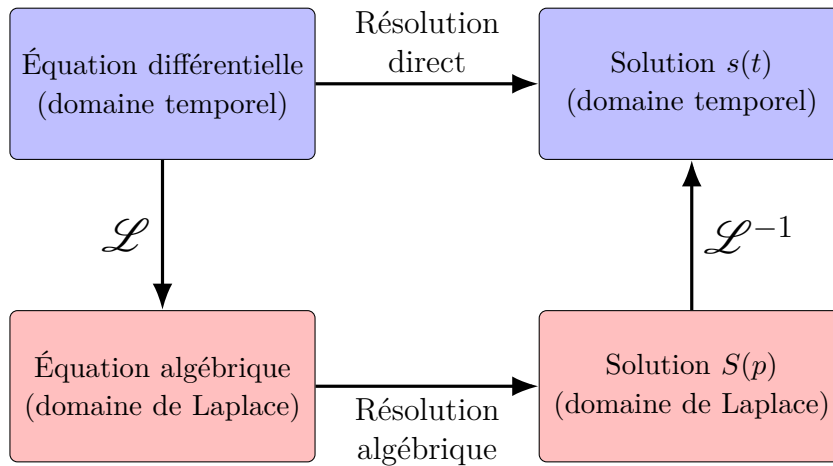 Équation différentielle
(domaine temporel)
Résolution
direct
Solution s(t)
(domaine temporel)
ℒ
ℒ⁻¹
Équation algébrique
(domaine de Laplace)
Résolution
algébrique
Solution S(p)
(domaine de Laplace)